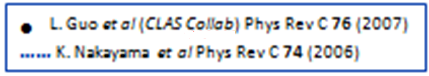 L. Guo et al (CLAS Collab) Phys Rev C 76 (2007)
K. Nakayama et al Phys Rev C 74 (2006)